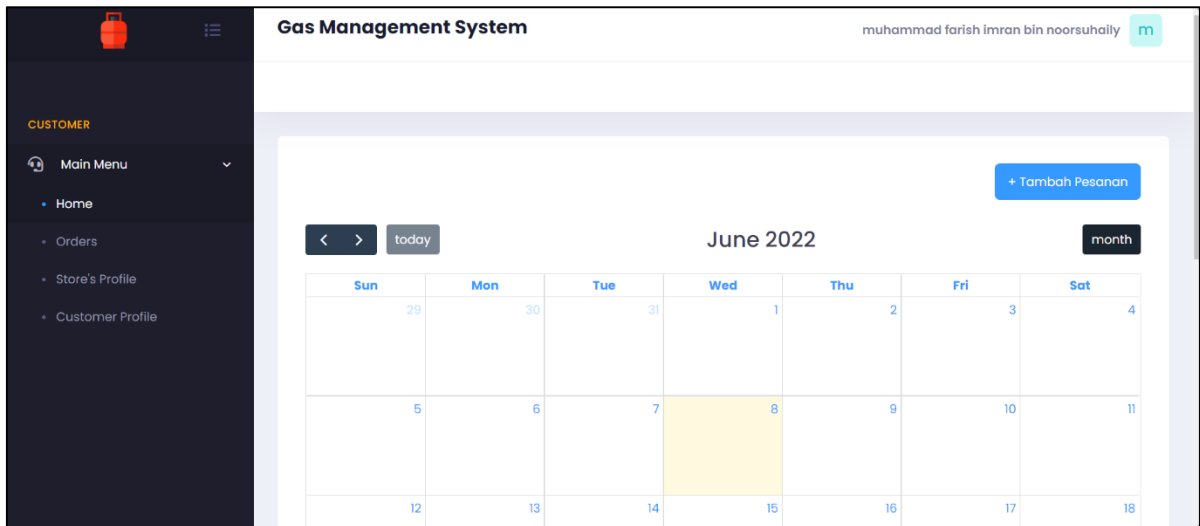 Gas Management System
muhammad farish imran bin noorsuhaily m
CUSTOMER
Main Menu
Home
Orders
Store's Profile
Customer Profile
+ Tambah Pesanan
today
June 2022
month
Sun Mon Tue Wed Thu Fri Sat
29 30 31 1 2 3 4
5 6 7 8 9 10 11
12 13 14 15 16 17 18